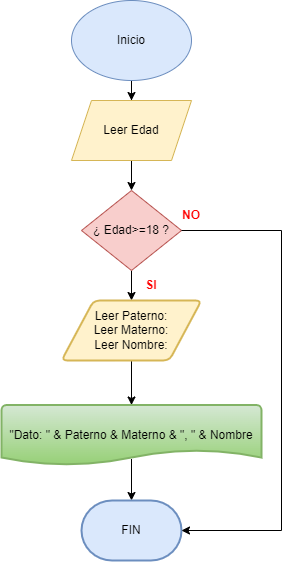 Inicio
Leer Edad
¿ Edad>=18 ?
NO
SI
Leer Paterno:
Leer Materno:
Leer Nombre:
"Dato: " & Paterno & Materno & ", " & Nombre
FIN